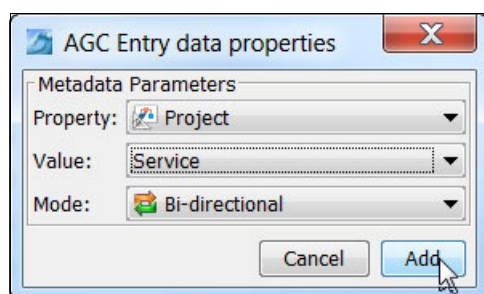 AGC Entry data properties
Metadata Parameters
Property: Project
Value: Service
Mode: Bi-directional
Cancel Add